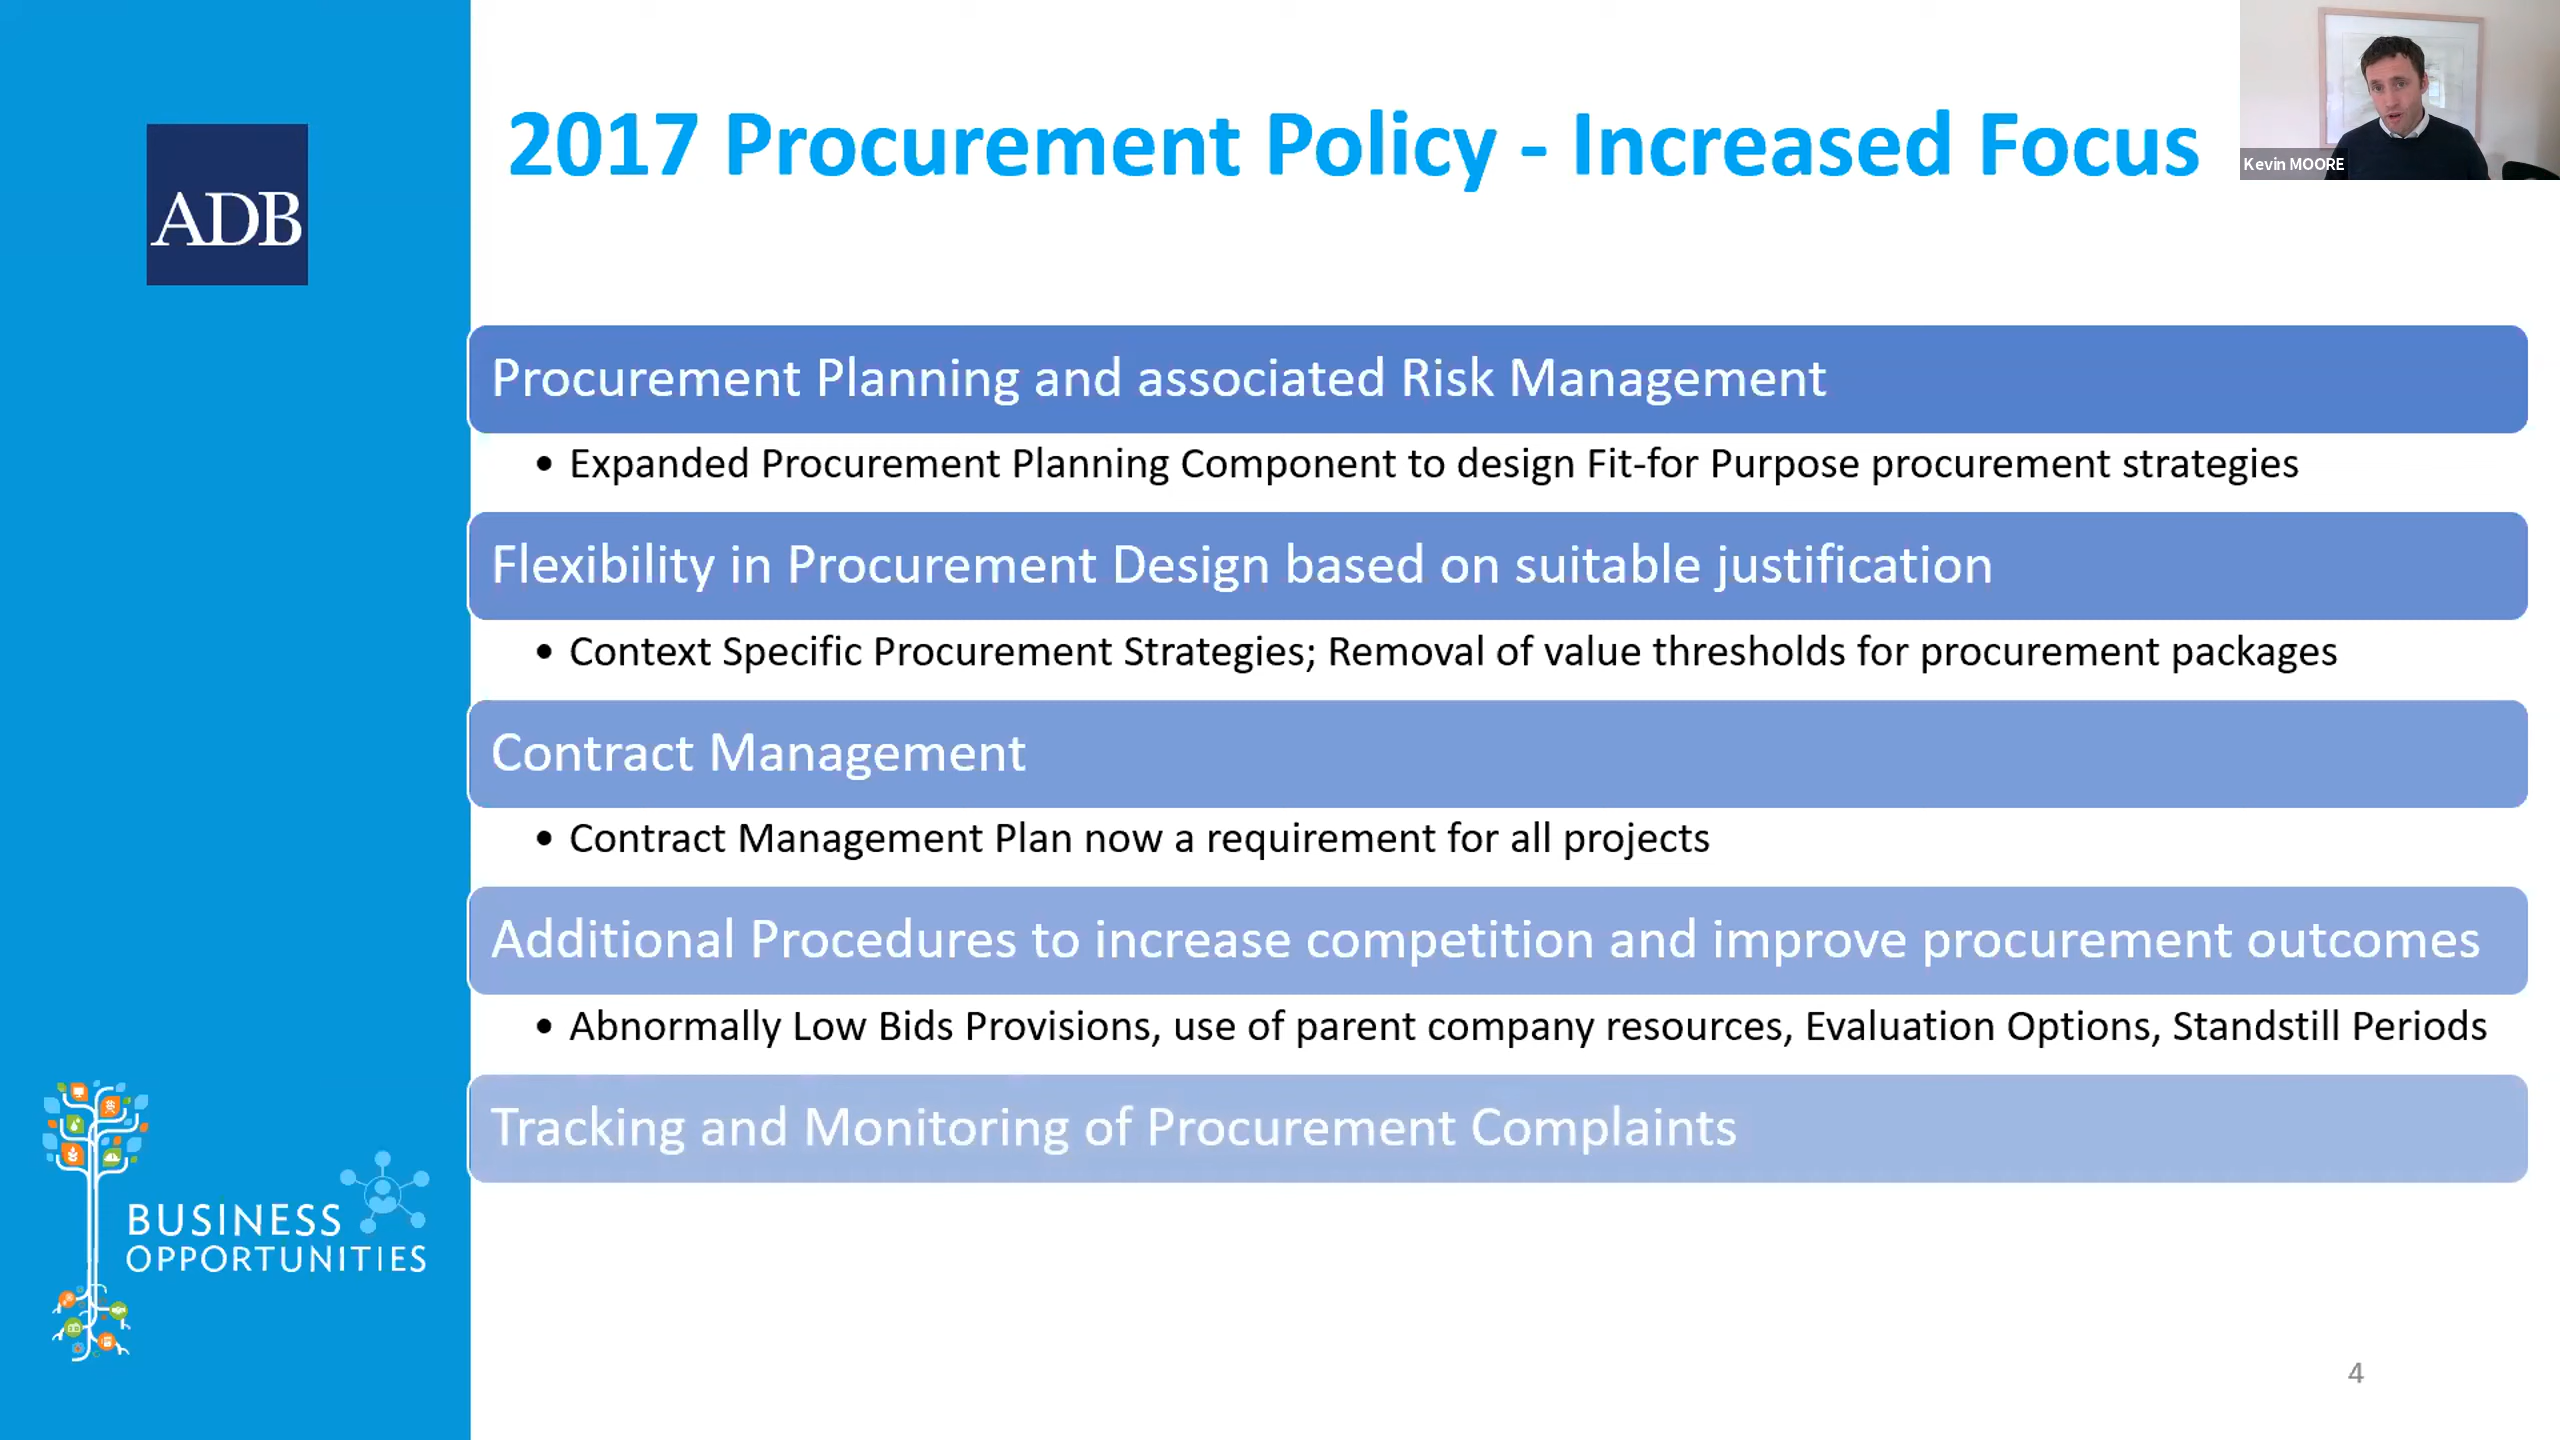 2017 Procurement Policy - Increased Focus
Kevin MOORE
ADB
Procurement Planning and associated Risk Management
• Expanded Procurement Planning Component to design Fit-for Purpose procurement strategies
Flexibility in Procurement Design based on suitable justification
• Context Specific Procurement Strategies; Removal of value thresholds for procurement packages
Contract Management
• Contract Management Plan now a requirement for all projects
Additional Procedures to increase competition and improve procurement outcomes
• Abnormally Low Bids Provisions, use of parent company resources, Evaluation Options, Standstill Periods
Tracking and Monitoring of Procurement Complaints
BUSINESS
OPPORTUNITIES
4